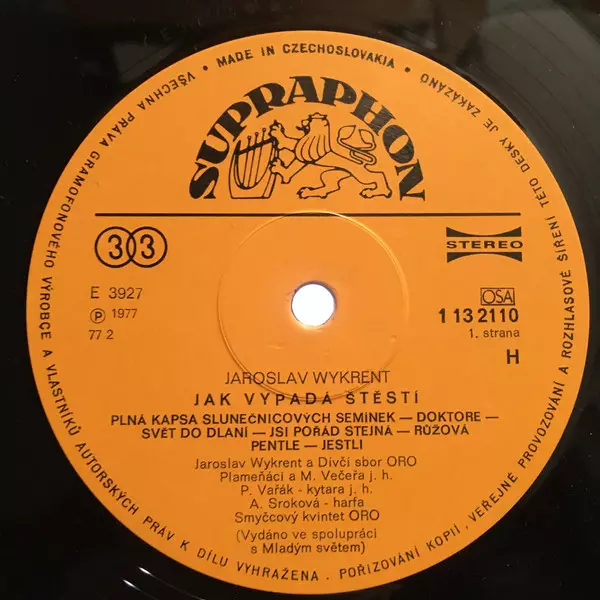 VŠECHNA PRÁVA GRAMOFONOVÉHO VÝROBCE A VLASTNÍKŮ AUTORSKÝCH PRÁV K DÍLU VYHRAŽENA. POŘIZOVÁNÍ KOPIÍ, VEŘEJNÉ PROVOZOVÁNÍ A ROZHLASOVÉ ŠÍŘENÍ TÉTO DESKY JE ZAKÁZÁNO
• MADE IN CZECHOSLOVAKIA •
SUPRAPHON
33
STEREO
E 3927
Ⓟ 1977
77 2
OSA
1 13 2110
1. strana
H
JAROSLAV WYKRENT
JAK VYPADÁ ŠTĚSTÍ
PLNÁ KAPSA SLUNEČNICOVÝCH SEMÍNEK — DOKTORE —
SVĚT DO DLANÍ — JSI POŘÁD STEJNÁ — RŮŽOVÁ
PENTLE — JESTLI
Jaroslav Wykrent a Dívčí sbor ORO
Plameňáci a M. Večeřa j. h.
P. Vařák - kytara j. h.
A. Sroková - harfa
Smyčcový kvintet ORO
(Vydáno ve spolupráci
s Mladým světem)